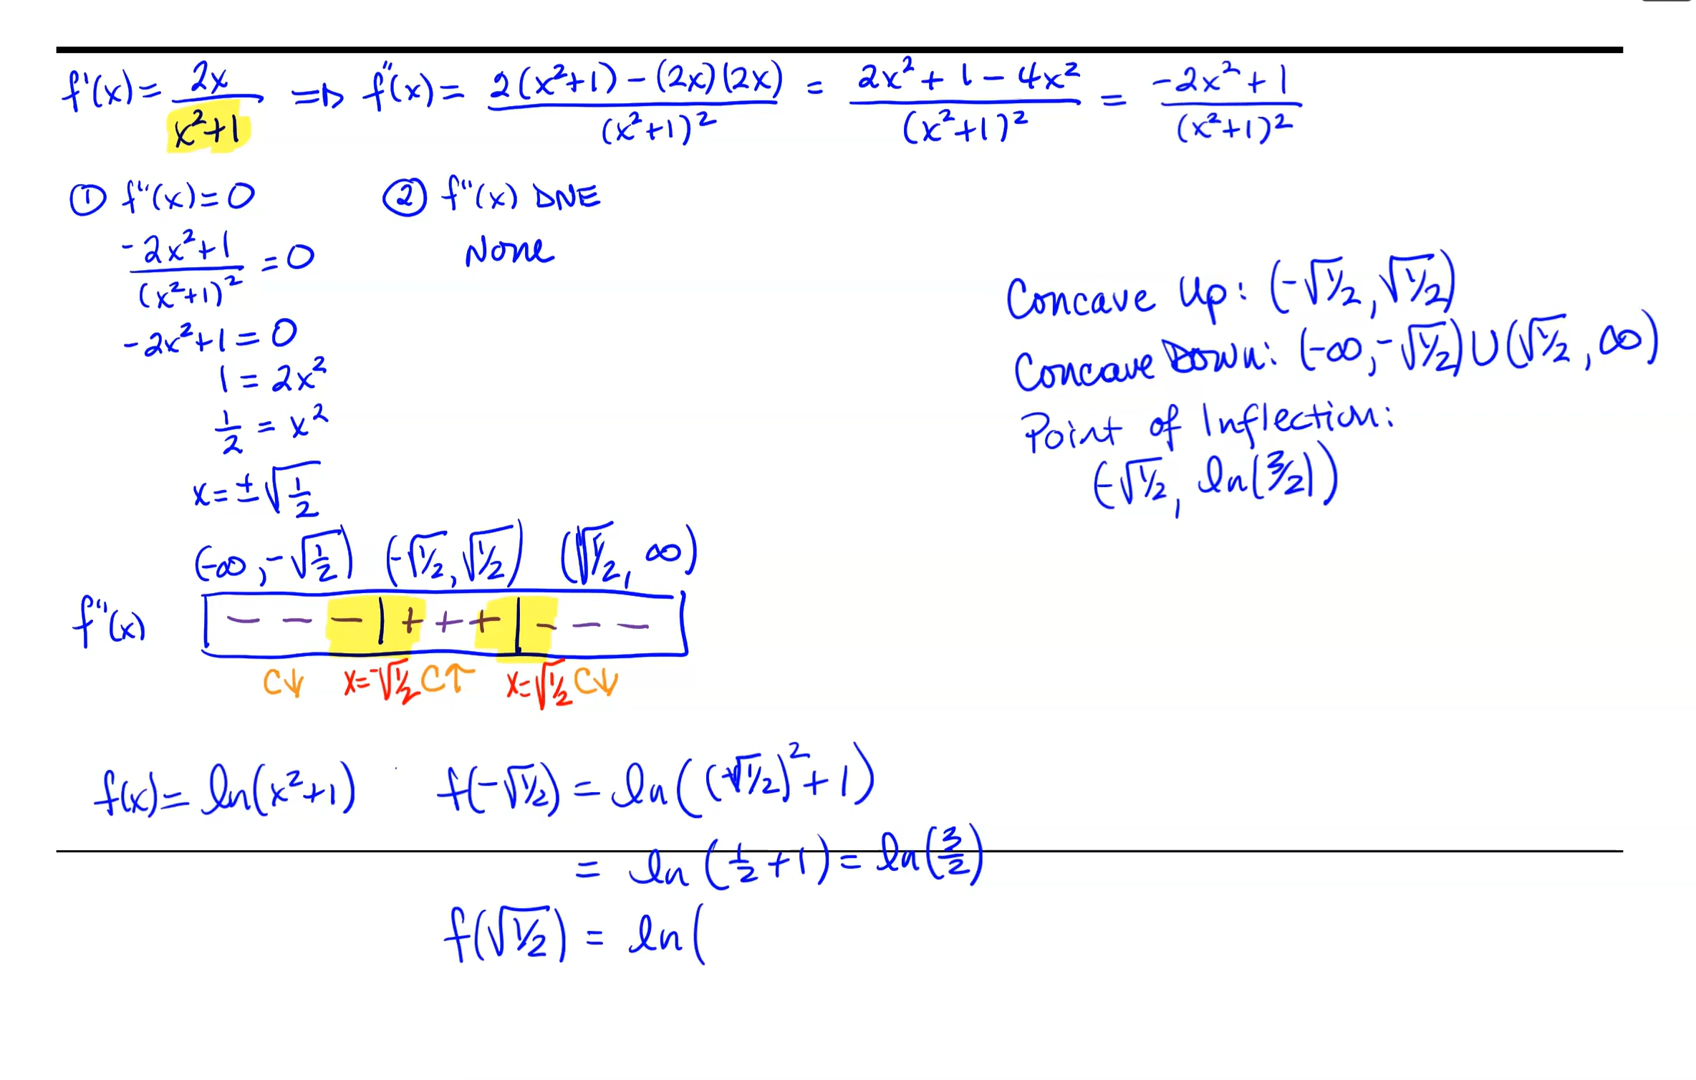 f'(x) = 2x/(x²+1) ⇒ f''(x) = (2(x²+1) − (2x)(2x))/(x²+1)² = (2x² + 1 − 4x²)/(x²+1)² = (−2x² + 1)/(x²+1)²
① f''(x) = 0
(−2x²+1)/(x²+1)² = 0
−2x²+1 = 0
1 = 2x²
1/2 = x²
x = ±√(1/2)
② f''(x) DNE
None
(−∞, −√(1/2)) (−√(1/2), √(1/2)) (√(1/2), ∞)
f''(x) − − − | + + + | − − −
C↓ x=−√(1/2) C↑ x=√(1/2) C↓
Concave Up: (−√(1/2), √(1/2))
Concave Down: (−∞, −√(1/2)) ∪ (√(1/2), ∞)
Point of Inflection:
(−√(1/2), ln(3/2))
f(x) = ln(x²+1) f(−√(1/2)) = ln((−√(1/2))² + 1)
= ln(1/2 + 1) = ln(3/2)
f(√(1/2)) = ln(